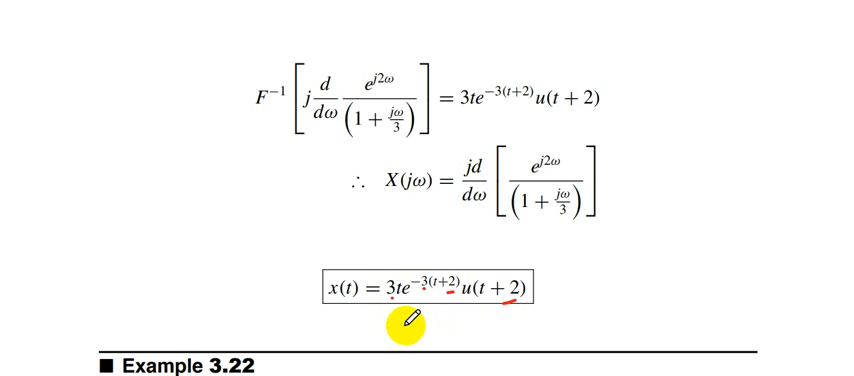 F⁻¹ [ j d/dω e^{j2ω}/(1 + jω/3) ] = 3te^{−3(t+2)}u(t + 2)
∴ X(jω) = jd/dω [ e^{j2ω}/(1 + jω/3) ]
x(t) = 3te^{−3(t+2)}u(t + 2)
■ Example 3.22